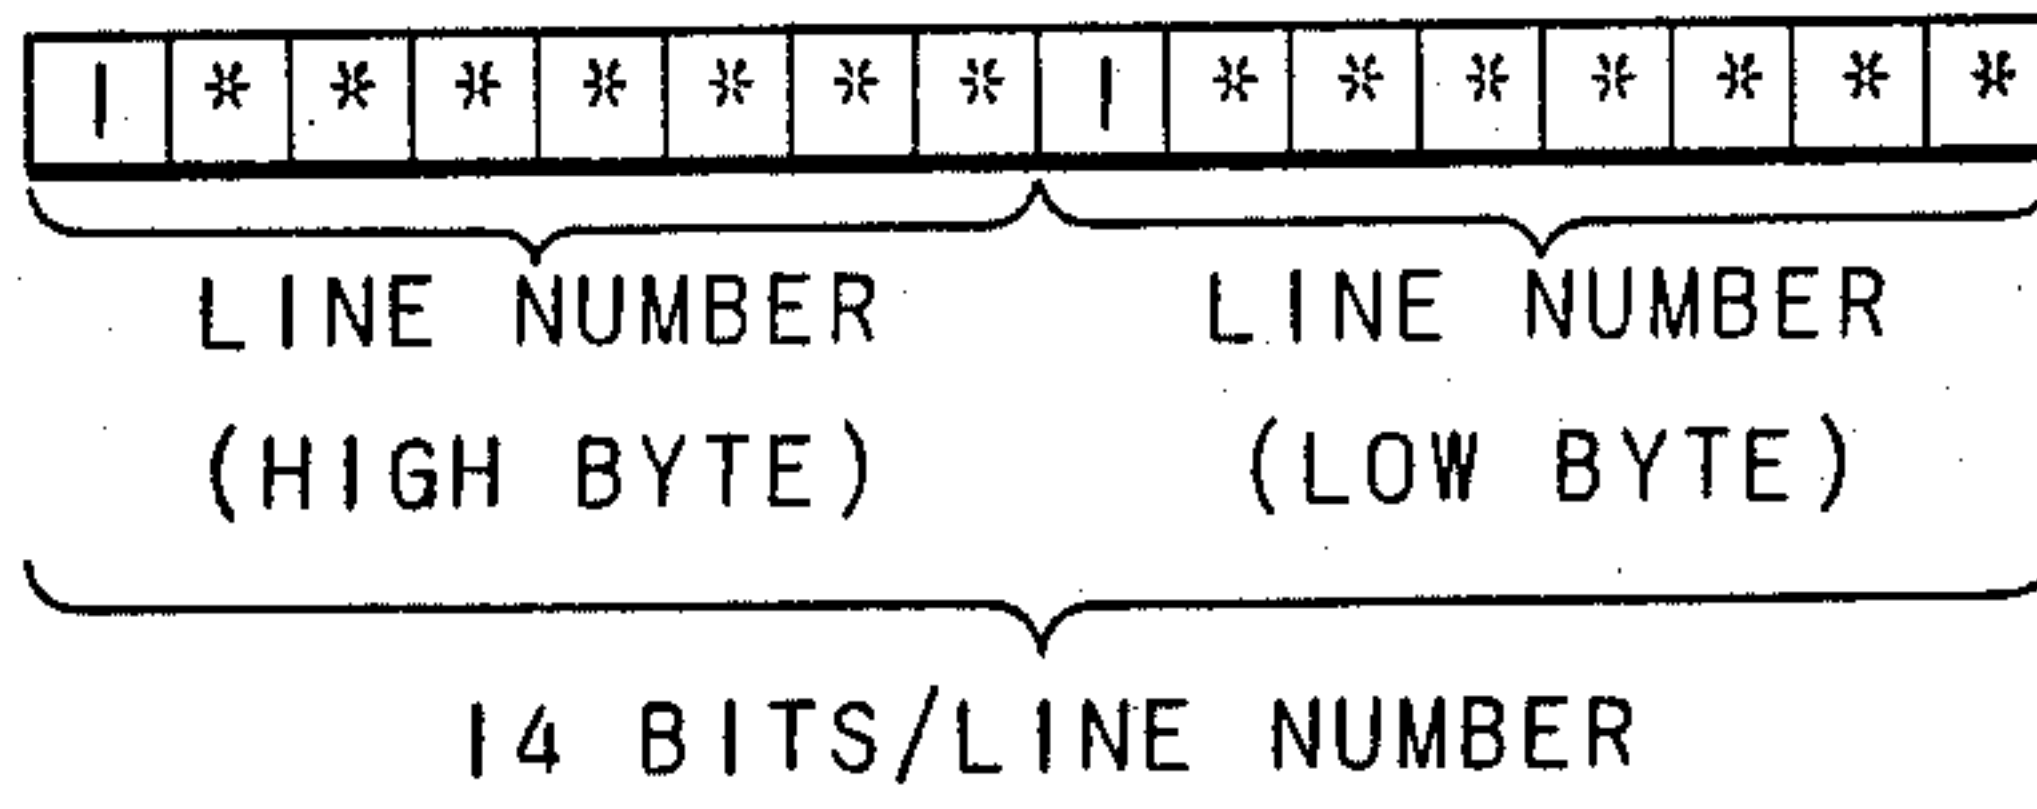 1 * * * * * * * 1 * * * * * * *
LINE NUMBER LINE NUMBER
(HIGH BYTE) (LOW BYTE)
14 BITS/LINE NUMBER